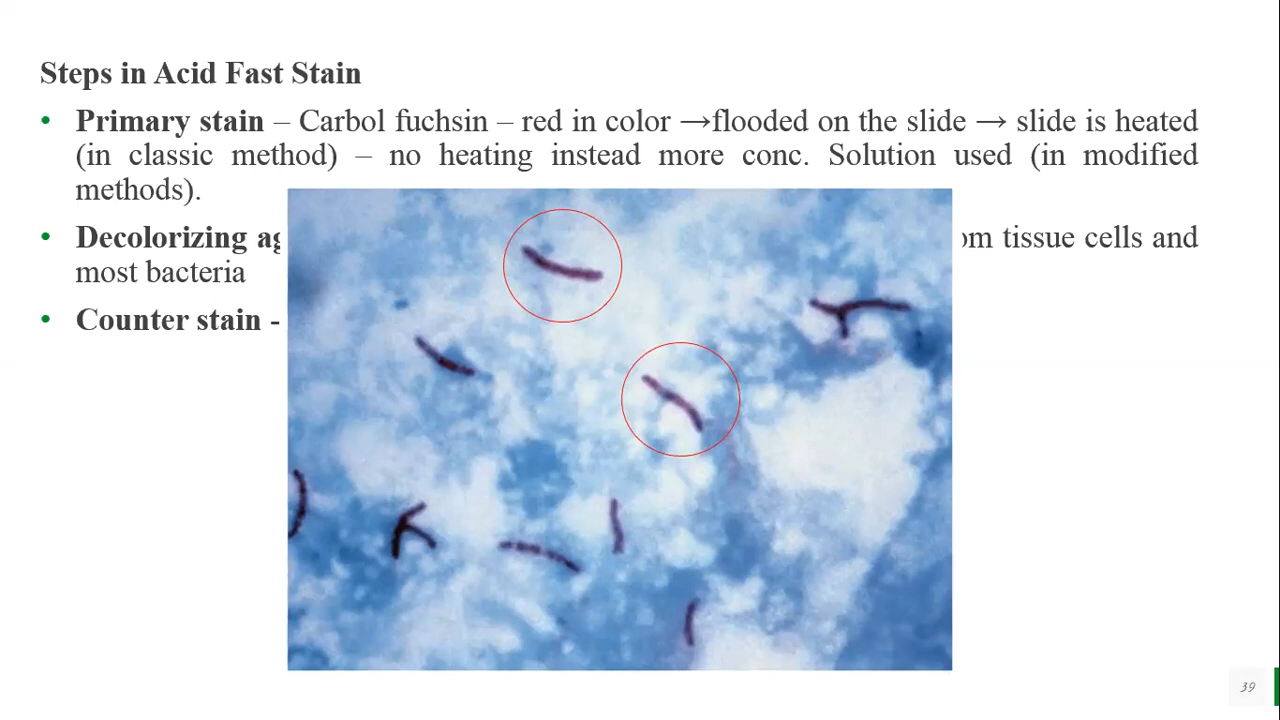 Steps in Acid Fast Stain
• Primary stain – Carbol fuchsin – red in color →flooded on the slide → slide is heated
(in classic method) – no heating instead more conc. Solution used (in modified
methods).
• Decolorizing tissue cells and
most bacteria
• Counter stain -
39